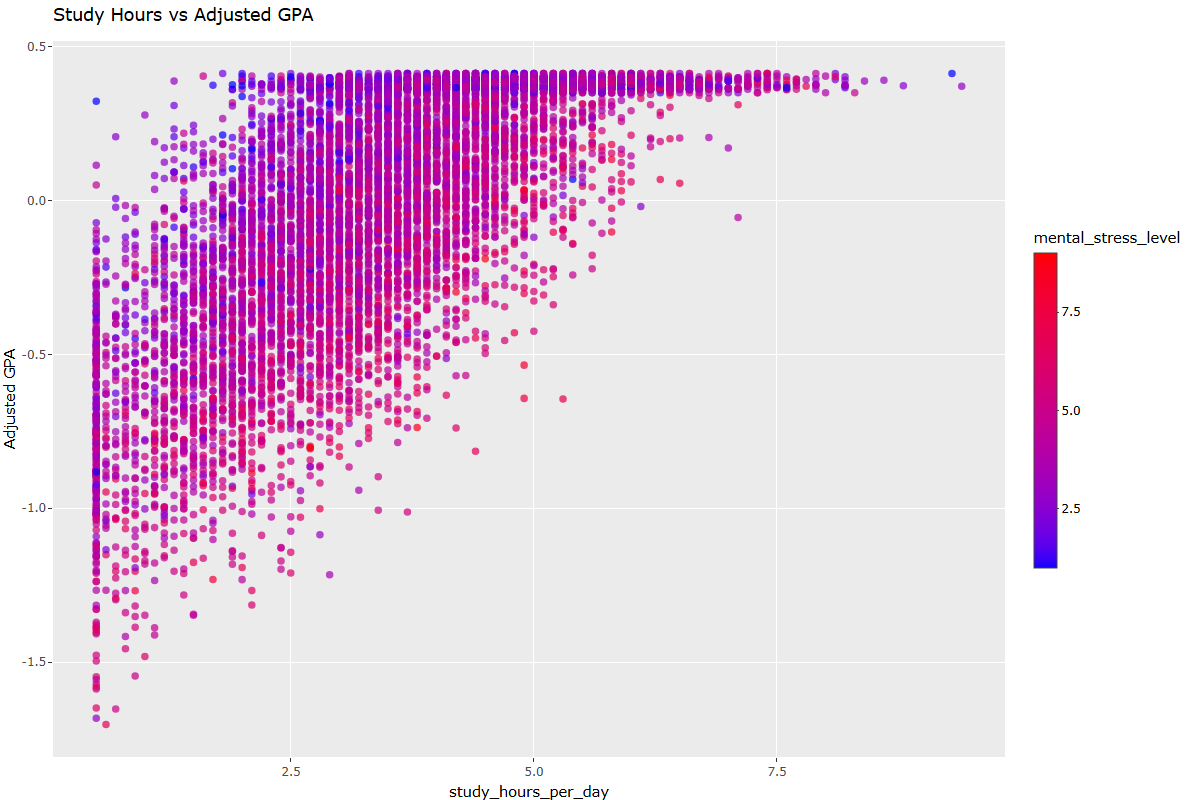 Study Hours vs Adjusted GPA
0.5
0.0
-0.5
-1.0
-1.5
Adjusted GPA
2.5
5.0
7.5
study_hours_per_day
mental_stress_level
7.5
5.0
2.5